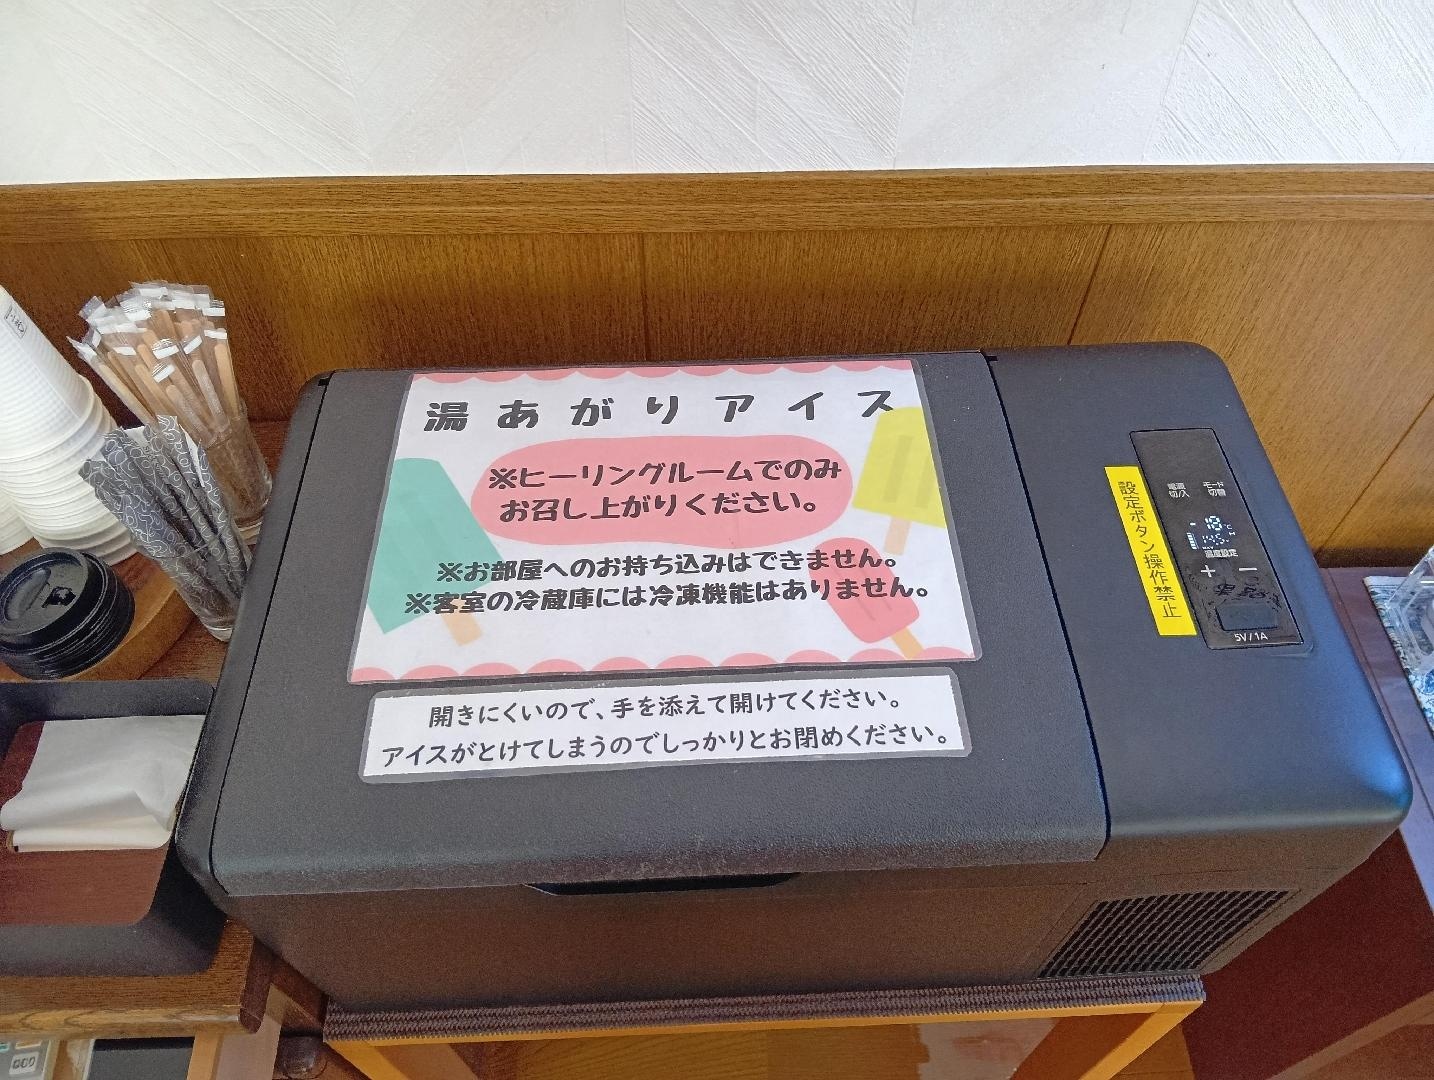 湯あがりアイス
※ヒーリングルームでのみ
お召し上がりください。
※お部屋へのお持ち込みはできません。
※客室の冷蔵庫には冷凍機能はありません。
開きにくいので、手を添えて開けてください。
アイスがとけてしまうのでしっかりとお閉めください。
設定ボタン操作禁止
電源 モード
切/入 切替
-18℃
温度設定
+ −
5V/1A